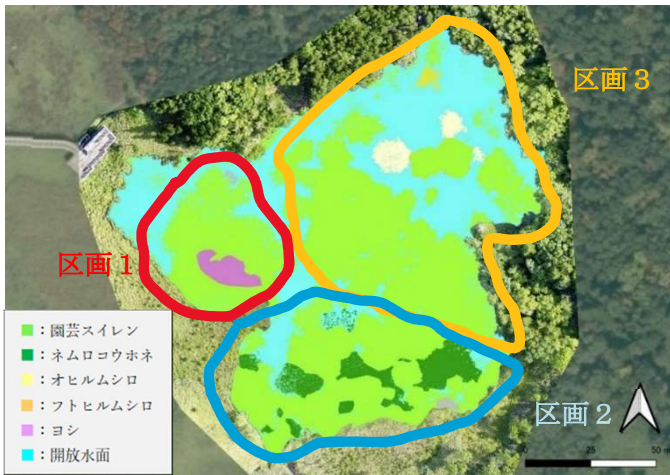 区画３
区画１
：園芸スイレン
：ネムロコウホネ
：オヒルムシロ
：フトヒルムシロ
：ヨシ
：開放水面
区画２
25 50